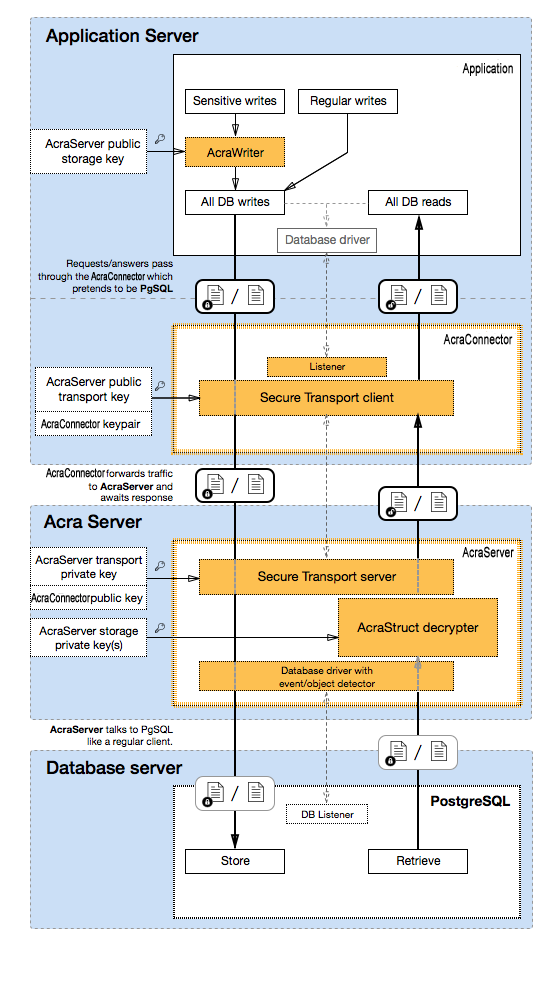 Application Server
Application
Sensitive writes
Regular writes
AcraServer public
storage key
AcraWriter
All DB writes
All DB reads
Database driver
Requests/answers pass
through the AcraConnector which
pretends to be PgSQL
/
/
AcraConnector
Listener
AcraServer public
transport key
Secure Transport client
AcraConnector keypair
AcraConnector forwards traffic
to AcraServer and
awaits response
/
/
Acra Server
AcraServer
AcraServer transport
private key
Secure Transport server
AcraConnector public key
AcraServer storage
private key(s)
AcraStruct decrypter
Database driver with
event/object detector
AcraServer talks to PgSQL
like a regular client.
/
Database server
/
PostgreSQL
DB Listener
Store
Retrieve